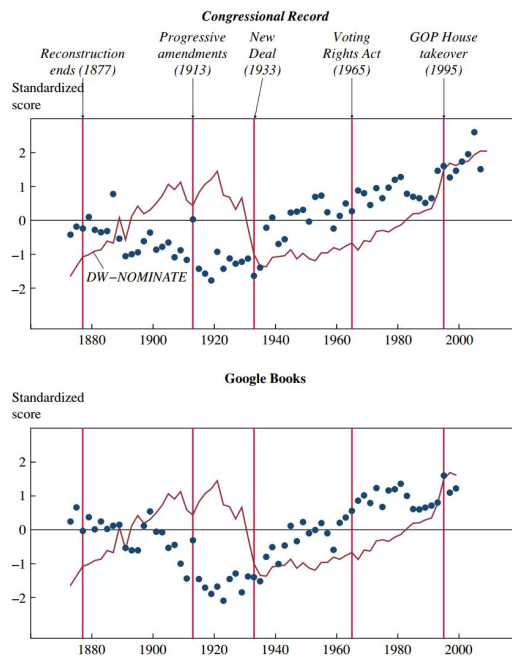 Congressional Record
Progressive
amendments
(1913)
New
Deal
(1933)
Voting
Rights Act
(1965)
GOP House
takeover
(1995)
Reconstruction
ends (1877)
Standardized
score
2
1
0
−1
−2
DW−NOMINATE
1880 1900 1920 1940 1960 1980 2000
Google Books
Standardized
score
2
1
0
−1
−2
1880 1900 1920 1940 1960 1980 2000